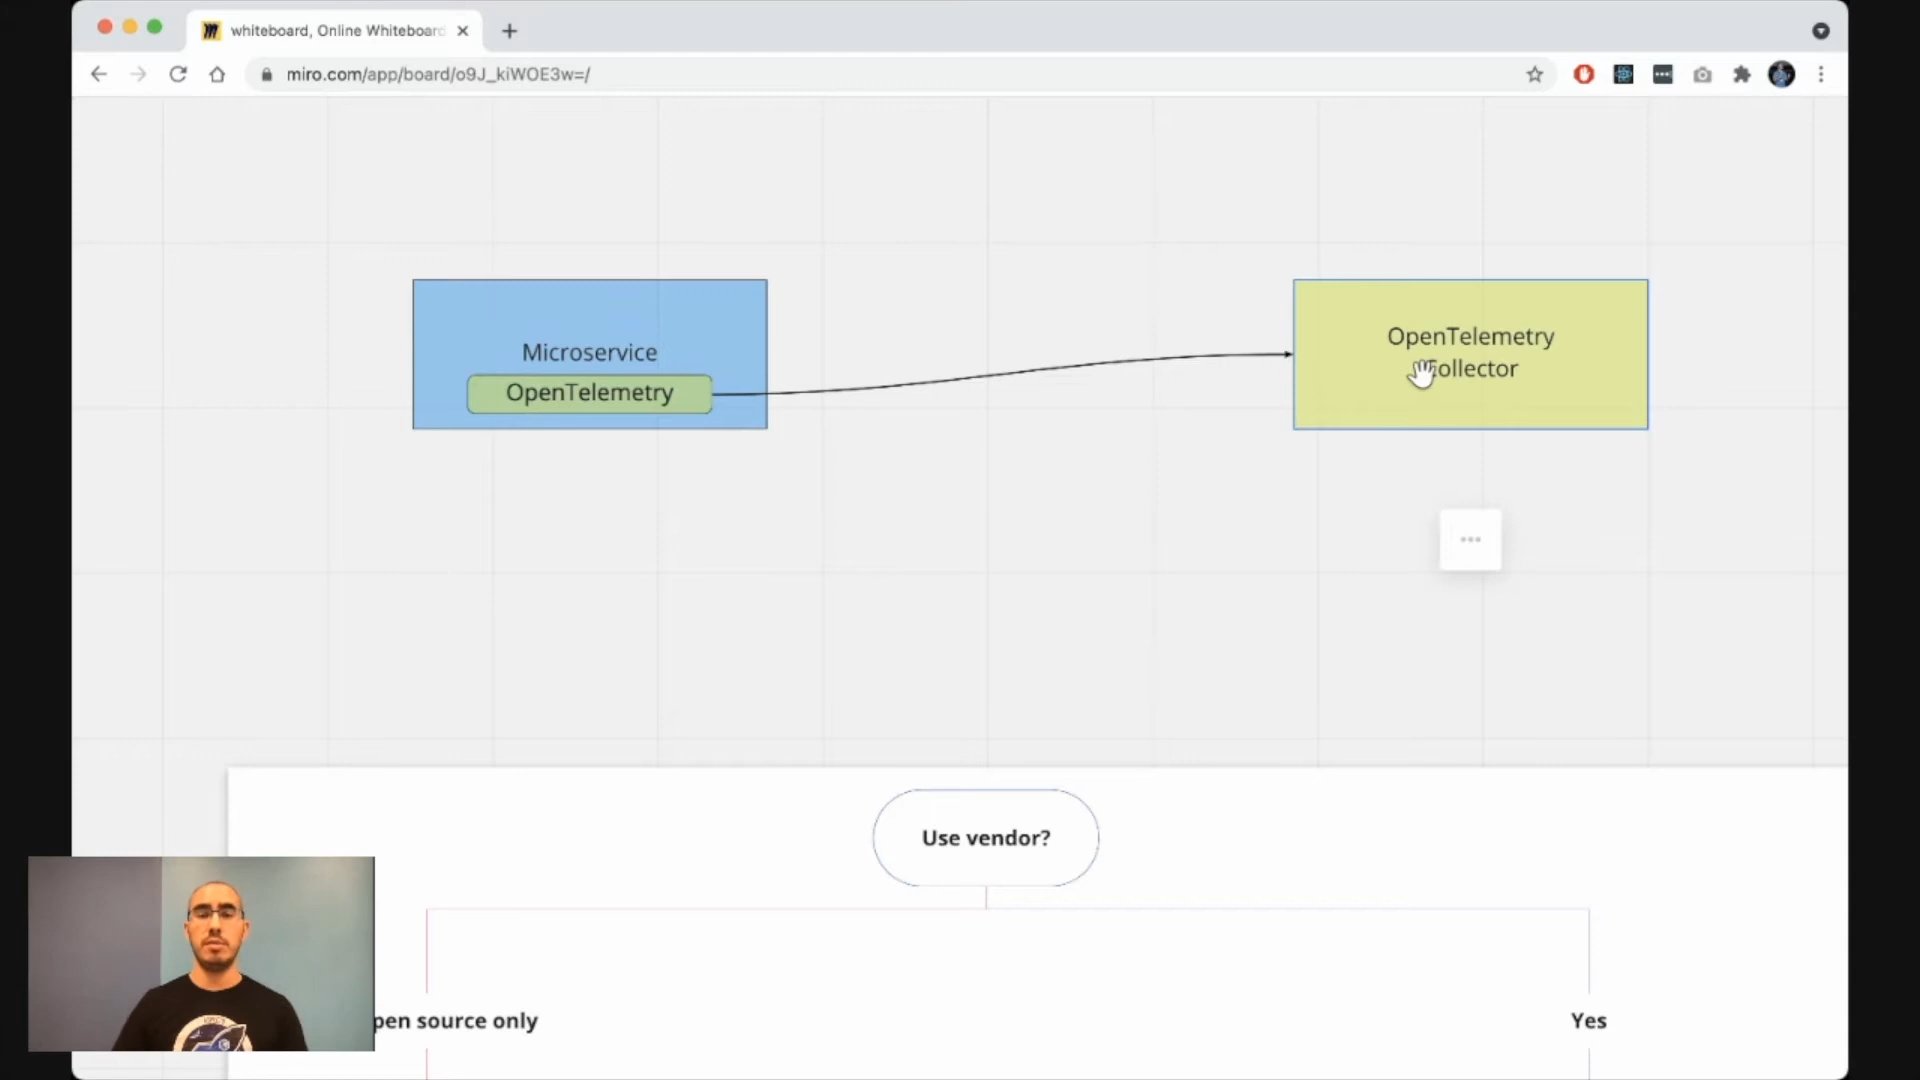 whiteboard, Online Whiteboard
miro.com/app/board/o9J_kiWOE3w=/
Microservice
OpenTelemetry
OpenTelemetry
Collector
Use vendor?
pen source only
Yes